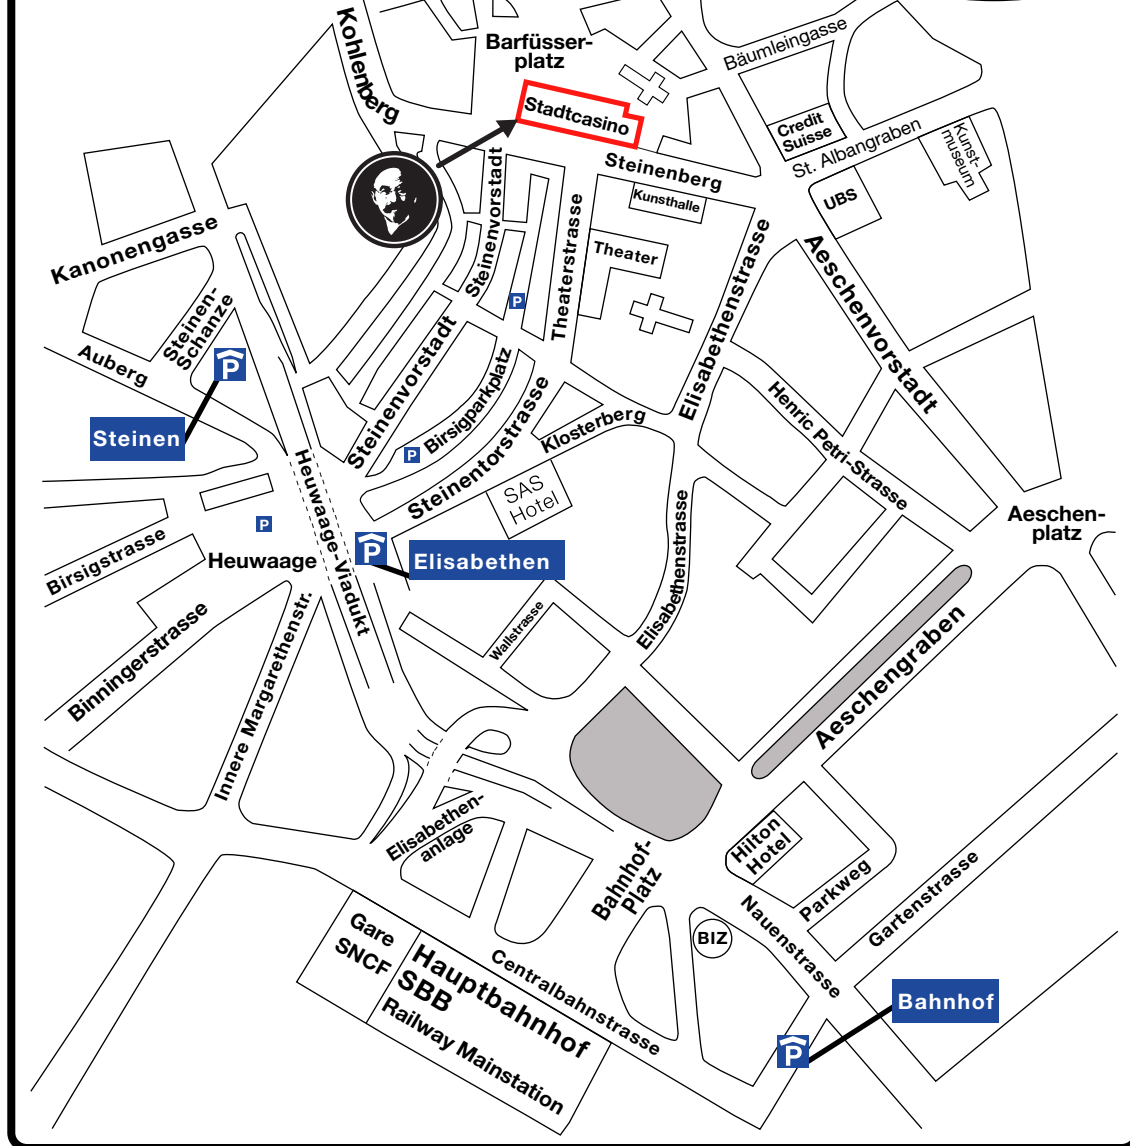 Kohlenberg
Barfüsser-
platz
Bäumleingasse
Stadtcasino
Credit
Suisse
St. Albangraben
Kunst-
museum
Steinenberg
Kunsthalle
UBS
Steinenvorstadt
Theaterstrasse
Theater
Elisabethenstrasse
Aeschenvorstadt
Kanonengasse
Steinen-
Schanze
P
Auberg
P
Steinen
Steinenvorstadt
Birsigparkplatz
P
Steinentorstrasse
Klosterberg
Henric Petri-Strasse
SAS
Hotel
Heuwaage-Viadukt
P
Birsigstrasse
Heuwaage
P
Elisabethen
Elisabethenstrasse
Aeschen-
platz
Wallstrasse
Binningerstrasse
Innere Margarethenstr.
Aeschengraben
Elisabethen-
anlage
Bahnhof-
Platz
Hilton
Hotel
Parkweg
Gartenstrasse
Nauenstrasse
BIZ
Gare
SNCF
Hauptbahnhof
SBB
Railway Mainstation
Centralbahnstrasse
Bahnhof
P